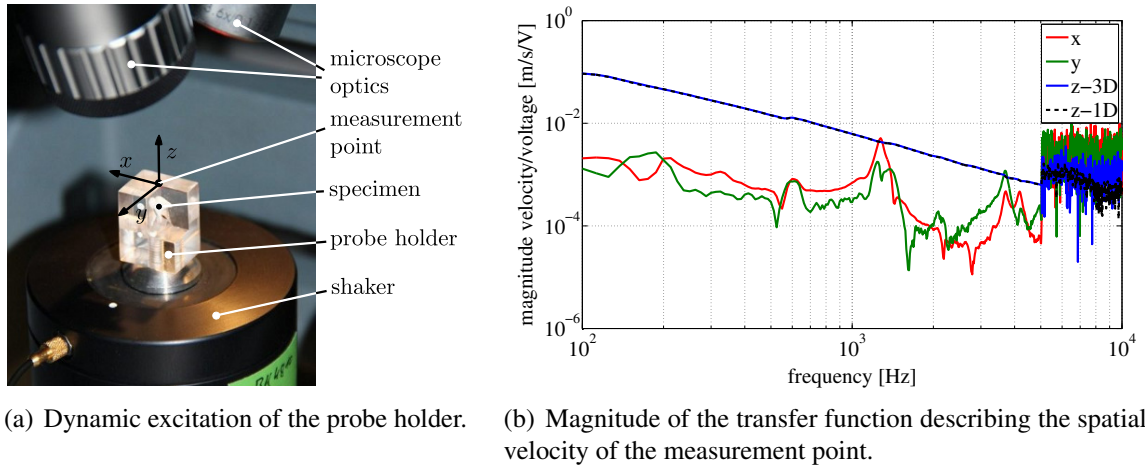 microscope
optics
measurement
point
specimen
probe holder
shaker
z
x
y
(a) Dynamic excitation of the probe holder.
magnitude velocity/voltage [m/s/V]
10^0
10^-2
10^-4
10^-6
x
y
z-3D
z-1D
10^2
10^3
10^4
frequency [Hz]
(b) Magnitude of the transfer function describing the spatial
velocity of the measurement point.